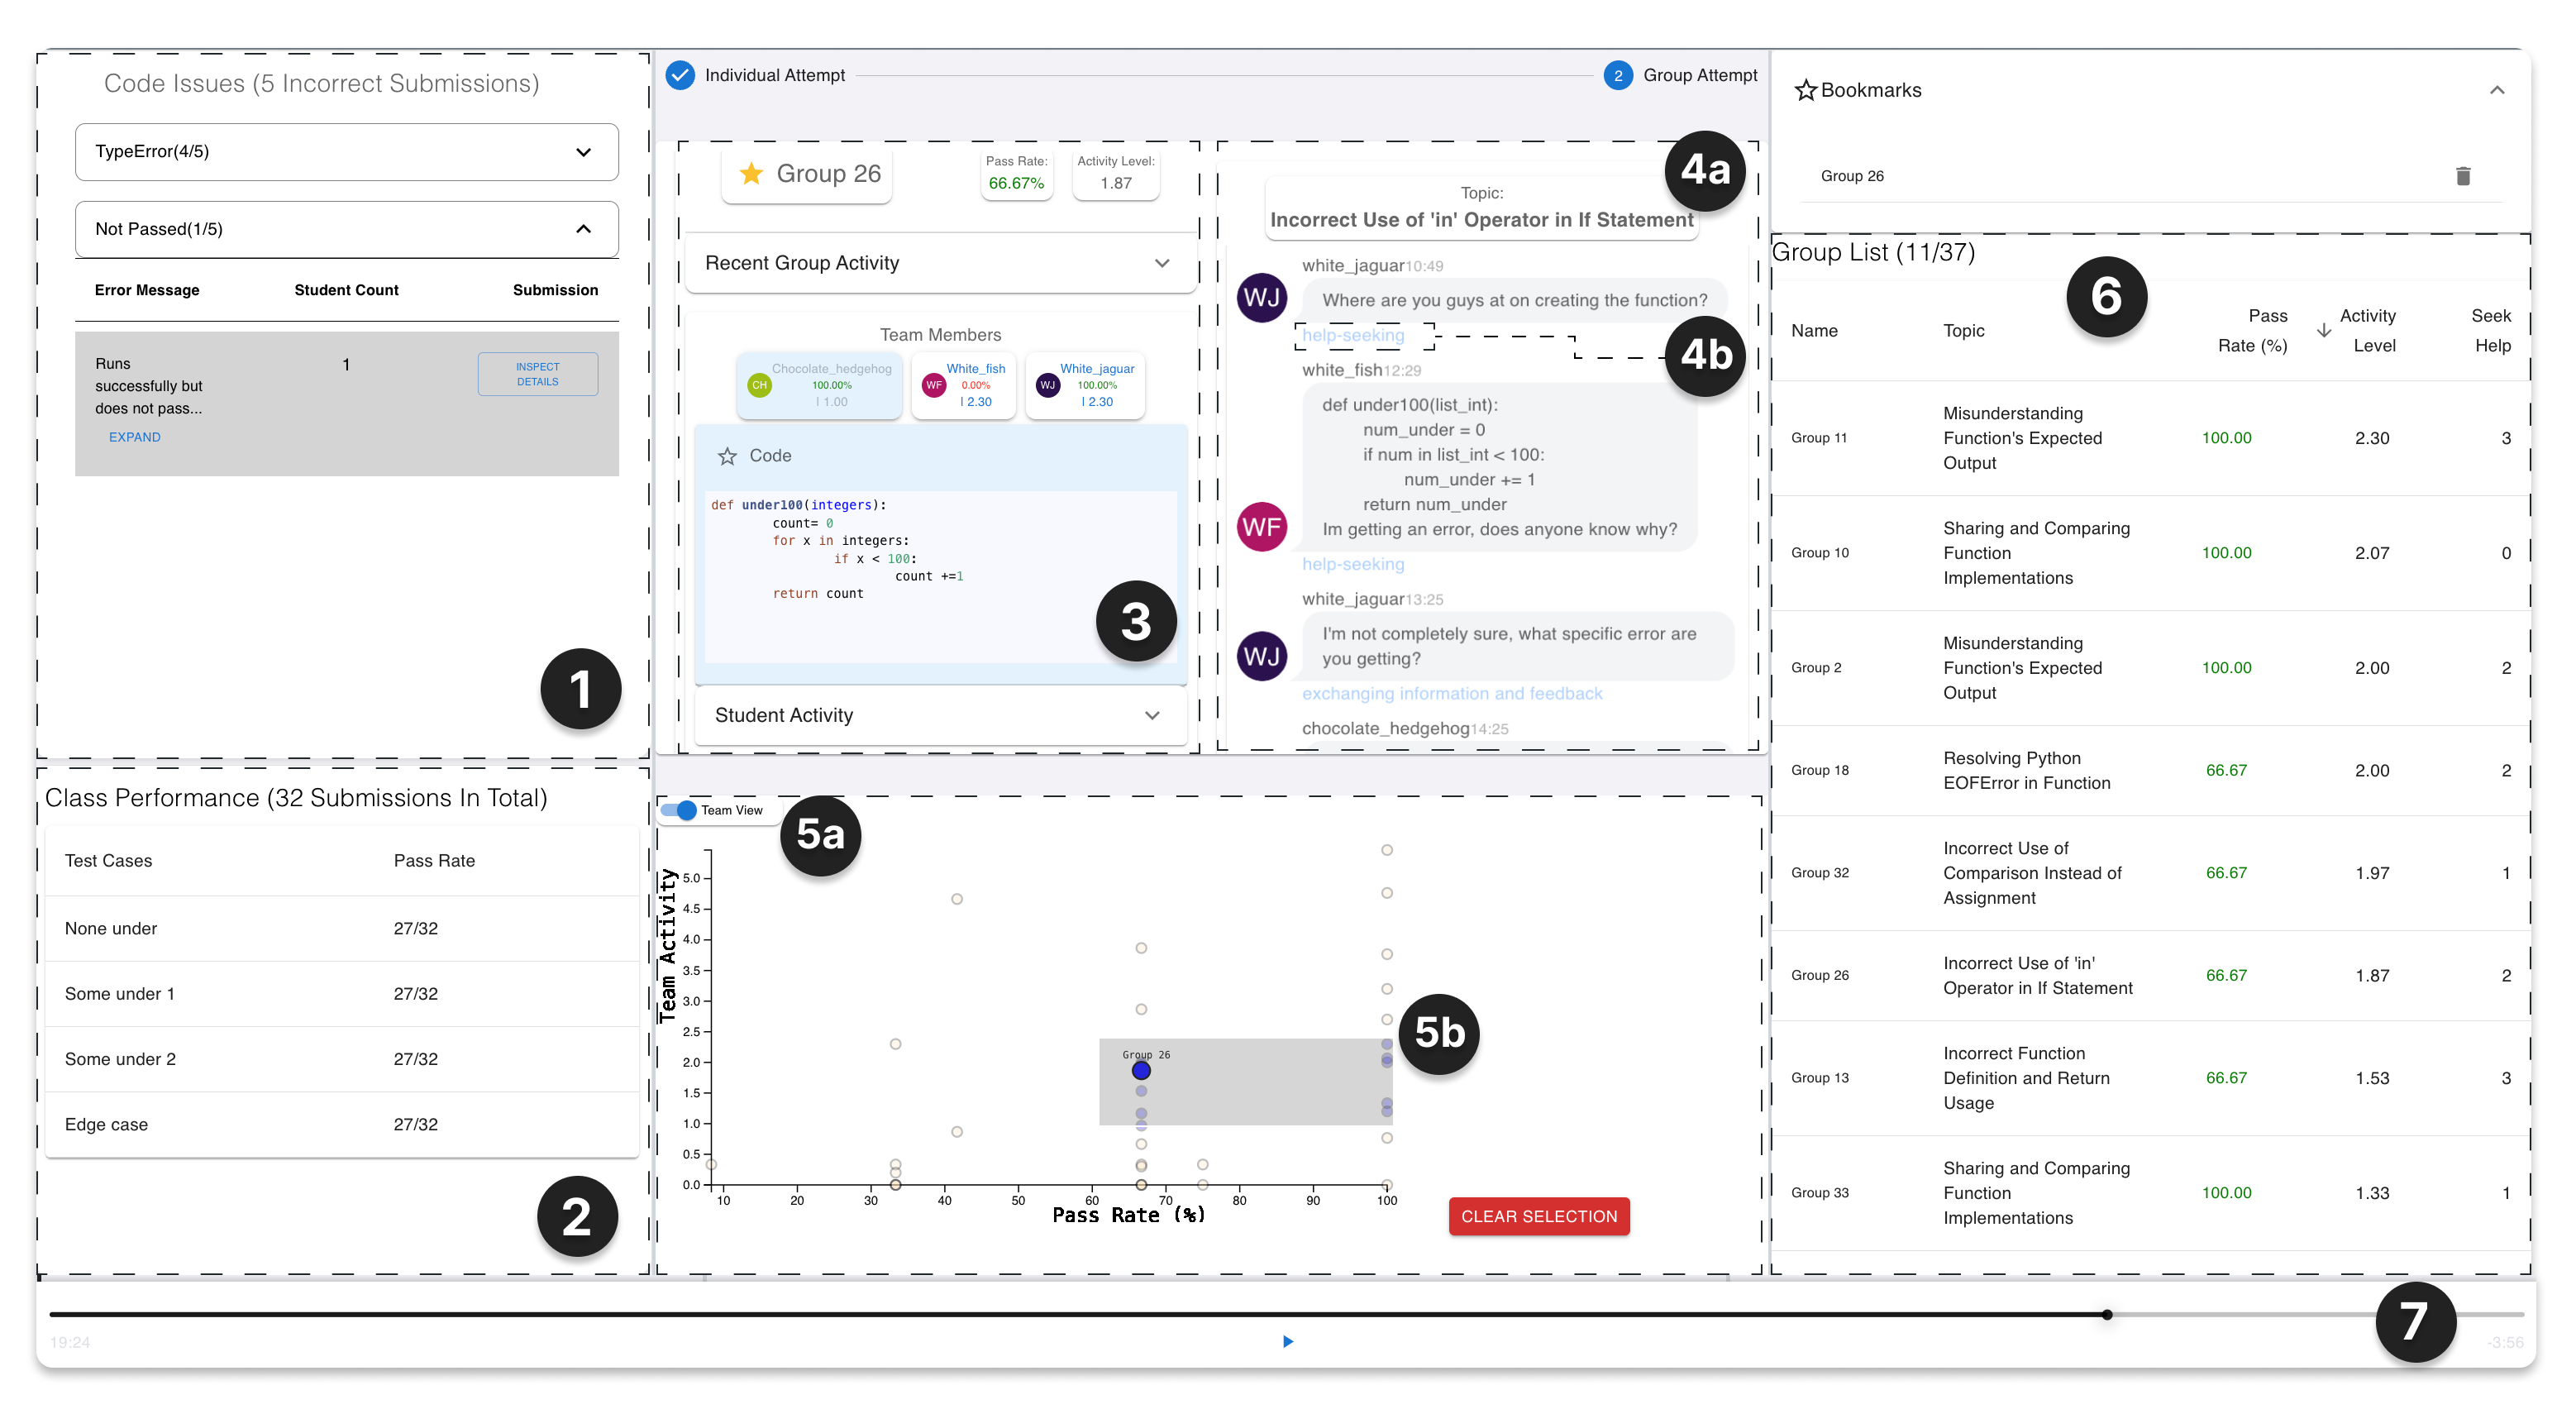 Code Issues (5 Incorrect Submissions)
TypeError(4/5)
Not Passed(1/5)
Error Message Student Count Submission
Runs
successfully but
does not pass...
1
INSPECT
DETAILS
EXPAND
1
Class Performance (32 Submissions In Total)
Test Cases Pass Rate
None under 27/32
Some under 1 27/32
Some under 2 27/32
Edge case 27/32
2
Individual Attempt
2 Group Attempt
Group 26
Pass Rate:
66.67%
Activity Level:
1.87
Recent Group Activity
Team Members
CH
Chocolate_hedgehog
100.00%
| 1.00
WF
White_fish
0.00%
| 2.30
WJ
White_jaguar
100.00%
| 2.30
Code
def under100(integers):
count= 0
for x in integers:
if x < 100:
count +=1
return count
3
Student Activity
4a
Topic:
Incorrect Use of 'in' Operator in If Statement
white_jaguar10:49
WJ
Where are you guys at on creating the function?
help-seeking
4b
white_fish12:29
def under100(list_int):
num_under = 0
if num in list_int < 100:
num_under += 1
return num_under
Im getting an error, does anyone know why?
WF
help-seeking
white_jaguar13:25
WJ
I'm not completely sure, what specific error are
you getting?
exchanging information and feedback
chocolate_hedgehog14:25
Team View
5a
Team Activity
5.0
4.5
4.0
3.5
3.0
2.5
2.0
1.5
1.0
0.5
0.0
Group 26
5b
10 20 30 40 50 60 70 80 90 100
Pass Rate (%)
CLEAR SELECTION
Bookmarks
Group 26
Group List (11/37)
6
Name Topic Pass Rate (%) Activity Level Seek Help
Group 11
Misunderstanding
Function's Expected
Output
100.00 2.30 3
Group 10
Sharing and Comparing
Function
Implementations
100.00 2.07 0
Group 2
Misunderstanding
Function's Expected
Output
100.00 2.00 2
Group 18
Resolving Python
EOFError in Function
66.67 2.00 2
Group 32
Incorrect Use of
Comparison Instead of
Assignment
66.67 1.97 1
Group 26
Incorrect Use of 'in'
Operator in If Statement
66.67 1.87 2
Group 13
Incorrect Function
Definition and Return
Usage
66.67 1.53 3
Group 33
Sharing and Comparing
Function
Implementations
100.00 1.33 1
7
19:24
-3:56